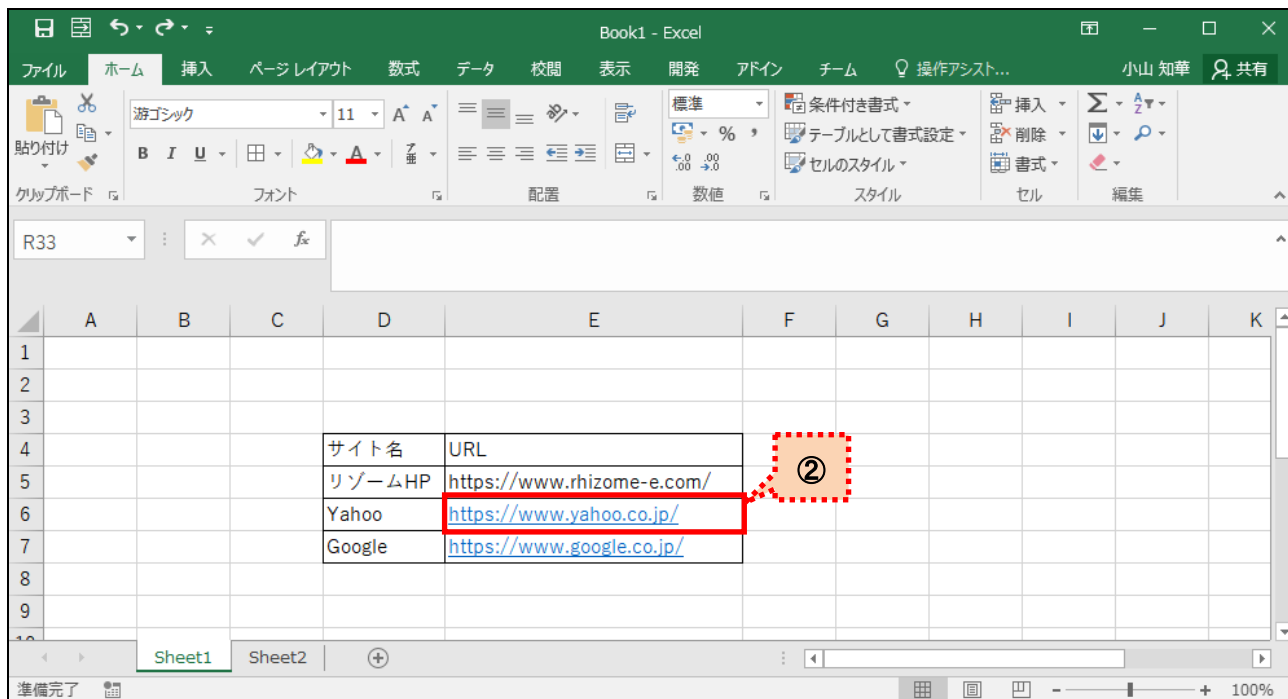 Book1 - Excel
ファイル ホーム 挿入 ページ レイアウト 数式 データ 校閲 表示 開発 アドイン チーム 操作アシスト... 小山 知華 共有
游ゴシック 11 A A 標準 条件付き書式 挿入 Σ A Z
貼り付け % , テーブルとして書式設定 削除
B I U A ア 亜 .0 .00 .00 .0 セルのスタイル 書式
クリップボード フォント 配置 数値 スタイル セル 編集
R33 fx
A B C D E F G H I J K
1
2
3
4 サイト名 URL
5 リゾームHP https://www.rhizome-e.com/ ②
6 Yahoo https://www.yahoo.co.jp/
7 Google https://www.google.co.jp/
8
9
10
Sheet1 Sheet2
準備完了 100%